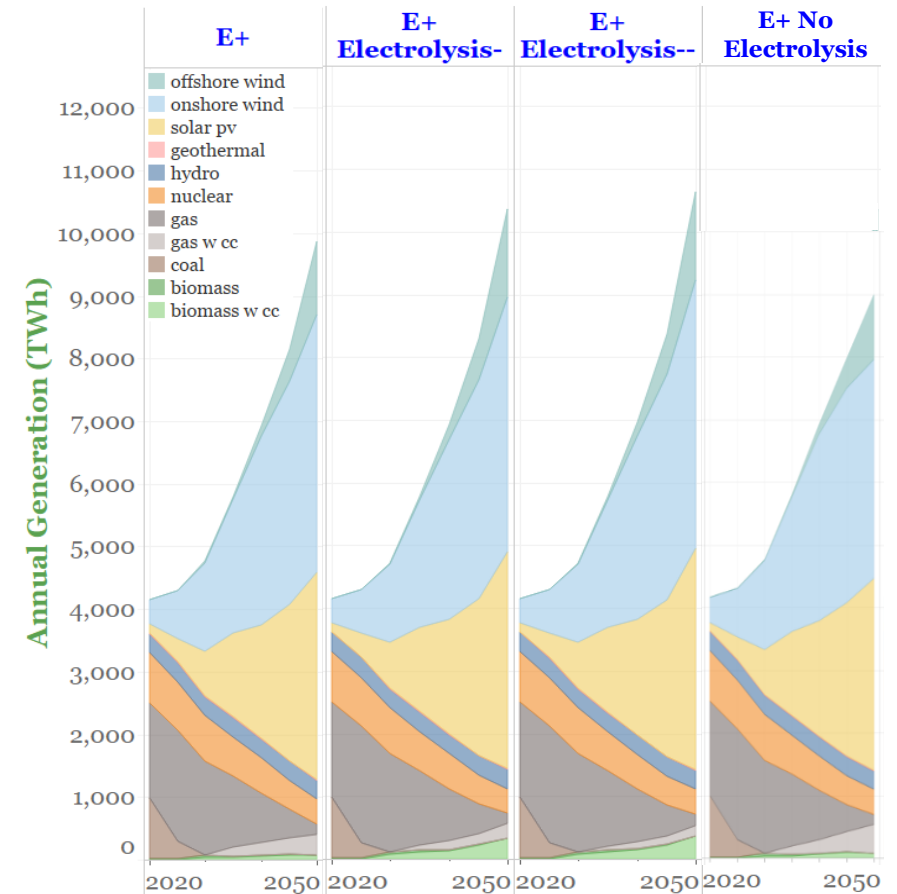 E+
E+
Electrolysis-
E+
Electrolysis--
E+ No
Electrolysis
offshore wind
onshore wind
solar pv
geothermal
hydro
nuclear
gas
gas w cc
coal
biomass
biomass w cc
Annual Generation (TWh)
12,000
11,000
10,000
9,000
8,000
7,000
6,000
5,000
4,000
3,000
2,000
1,000
0
2020 2050 2020 2050 2020 2050 2020 2050